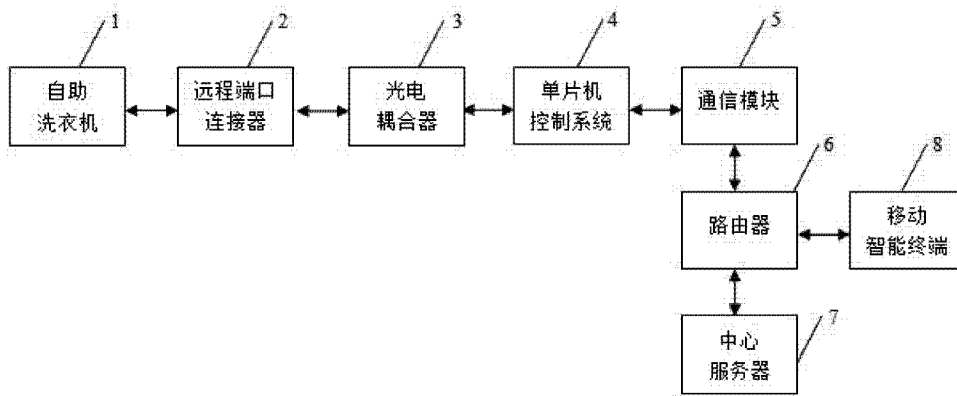 1
2
3
4
5
自助
洗衣机
远程端口
连接器
光电
耦合器
单片机
控制系统
通信模块
6
8
路由器
移动
智能终端
7
中心
服务器